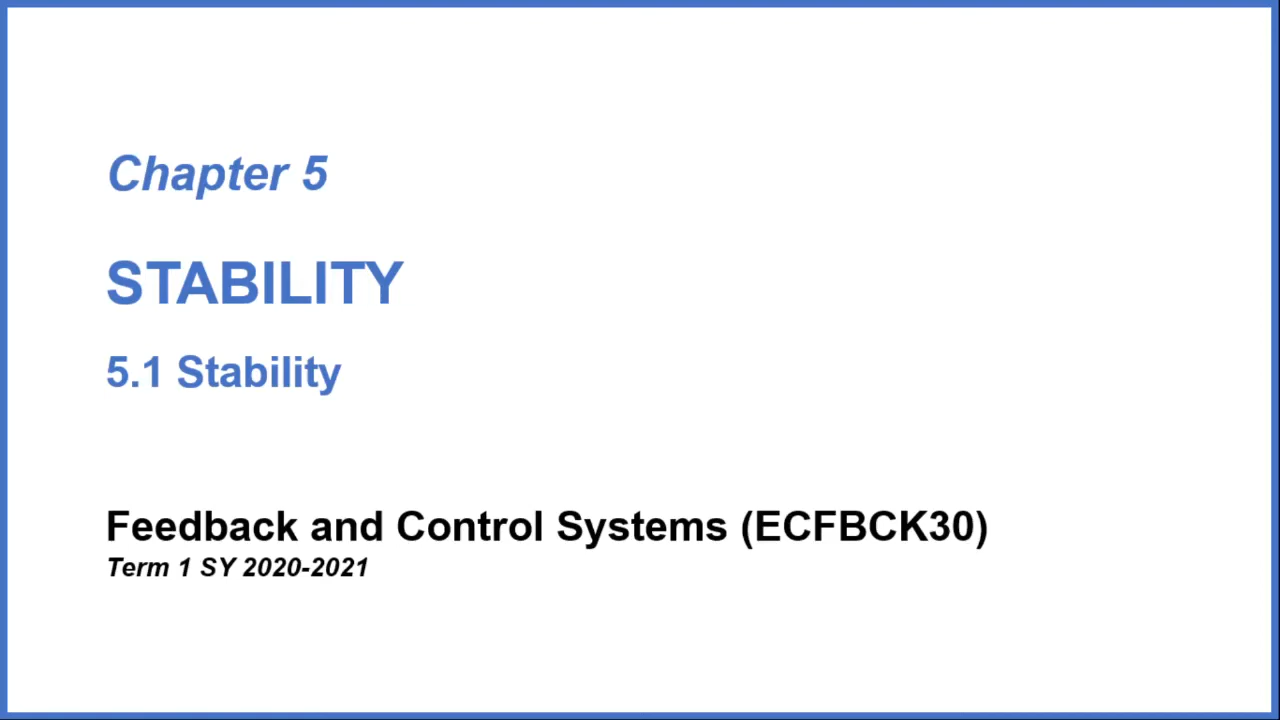 Chapter 5
STABILITY
5.1 Stability
Feedback and Control Systems (ECFBCK30)
Term 1 SY 2020-2021